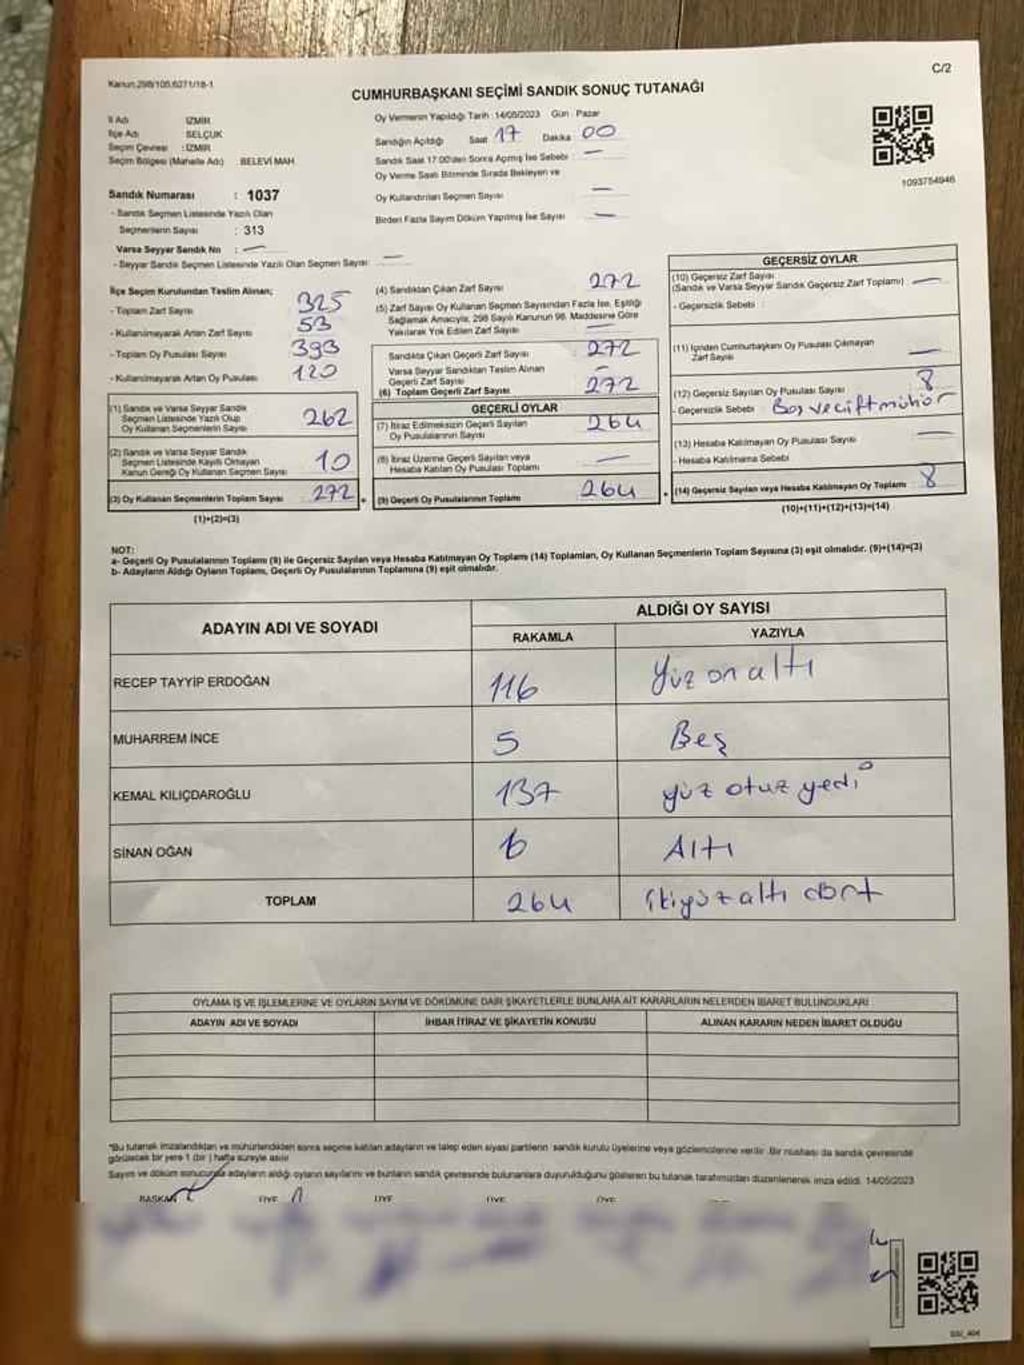 Kanun:298/105,6271/18-1
C/2
CUMHURBAŞKANI SEÇİMİ SANDIK SONUÇ TUTANAĞI
İl Adı : İZMİR
İlçe Adı : SELÇUK
Seçim Çevresi : İZMİR
Seçim Bölgesi (Mahalle Adı) : BELEVİ MAH
Sandık Numarası : 1037
- Sandık Seçmen Listesinde Yazılı Olan
Seçmenlerin Sayısı : 313
Varsa Seyyar Sandık No : —
- Seyyar Sandık Seçmen Listesinde Yazılı Olan Seçmen Sayısı: —
Oy Vermenin Yapıldığı Tarih :14/05/2023 Gün : Pazar
Sandığın Açıldığı Saat 17 Dakika 00
Sandık Saat 17:00'den Sonra Açmış İse Sebebi : —
Oy Verme Saati Bitiminde Sırada Bekleyen ve
Oy Kullandırılan Seçmen Sayısı : —
Birden Fazla Sayım Döküm Yapılmış İse Sayısı : —
1093754946
İlçe Seçim Kurulundan Teslim Alınan;
- Toplam Zarf Sayısı : 325
- Kullanılmayarak Artan Zarf Sayısı : 53
- Toplam Oy Pusulası Sayısı : 393
- Kullanılmayarak Artan Oy Pusulası : 120
(1) Sandık ve Varsa Seyyar Sandık
Seçmen Listesinde Yazılı Olup
Oy Kullanan Seçmenlerin Sayısı : 262
(2) Sandık ve Varsa Seyyar Sandık
Seçmen Listesinde Kayıtlı Olmayan
Kanun Gereği Oy Kullanan Seçmen Sayısı : 10
(3) Oy Kullanan Seçmenlerin Toplam Sayısı : 272
(1)+(2)=(3)
(4) Sandıktan Çıkan Zarf Sayısı : 272
(5) Zarf Sayısı Oy Kullanan Seçmen Sayısından Fazla İse, Eşitliği
Sağlamak Amacıyla, 298 Sayılı Kanunun 98. Maddesine Göre
Yakılarak Yok Edilen Zarf Sayısı : —
Sandıkta Çıkan Geçerli Zarf Sayısı : 272
Varsa Seyyar Sandıktan Teslim Alınan
Geçerli Zarf Sayısı : —
(6) Toplam Geçerli Zarf Sayısı : 272
GEÇERLİ OYLAR
(7) İtiraz Edilmeksizin Geçerli Sayılan
Oy Pusulalarının Sayısı : 264
(8) İtiraz Üzerine Geçerli Sayılan veya
Hesaba Katılan Oy Pusulası Toplamı : —
(9) Geçerli Oy Pusulalarının Toplamı : 264
GEÇERSİZ OYLAR
(10) Geçersiz Zarf Sayısı
(Sandık ve Varsa Seyyar Sandık Geçersiz Zarf Toplamı) : —
- Geçersizlik Sebebi :
(11) İçinden Cumhurbaşkanı Oy Pusulası Çıkmayan
Zarf Sayısı : —
(12) Geçersiz Sayılan Oy Pusulası Sayısı : 8
- Geçersizlik Sebebi : Boş ve çift mühür
(13) Hesaba Katılmayan Oy Pusulası Sayısı : —
- Hesaba Katılmama Sebebi :
(14) Geçersiz Sayılan veya Hesaba Katılmayan Oy Toplamı : 8
(10)+(11)+(12)+(13)=(14)
NOT:
a- Geçerli Oy Pusulalarının Toplamı (9) ile Geçersiz Sayılan veya Hesaba Katılmayan Oy Toplamı (14) Toplamları, Oy Kullanan Seçmenlerin Toplam Sayısına (3) eşit olmalıdır. (9)+(14)=(3)
b- Adayların Aldığı Oyların Toplamı, Geçerli Oy Pusulalarının Toplamına (9) eşit olmalıdır.
ADAYIN ADI VE SOYADI
ALDIĞI OY SAYISI
RAKAMLA YAZIYLA
RECEP TAYYİP ERDOĞAN 116 Yüz on altı
MUHARREM İNCE 5 Beş
KEMAL KILIÇDAROĞLU 137 yüz otuz yedi
SİNAN OĞAN 6 Altı
TOPLAM 264 ikiyüz altı dört
OYLAMA İŞ VE İŞLEMLERİNE VE OYLARIN SAYIM VE DÖKÜMÜNE DAİR ŞİKAYETLERLE BUNLARA AİT KARARLARIN NELERDEN İBARET BULUNDUKLARI
ADAYIN ADI VE SOYADI İHBAR İTİRAZ VE ŞİKAYETİN KONUSU ALINAN KARARIN NEDEN İBARET OLDUĞU
*Bu tutanak imzalandıktan ve mühürlendikten sonra seçime katılan adayların ve talep eden siyasi partilerin sandık kurulu üyelerine veya gözlemcilerine verilir. Bir nüshası da sandık çevresinde
görülecek bir yere 1 (bir) hafta süreyle asılır.
Sayım ve döküm sonucunda adayların aldığı oyların sayılarını ve bunların sandık çevresinde bulunanlara duyurulduğunu gösteren bu tutanak tarafımızdan düzenlenerek imza edildi. 14/05/2023
BAŞKAN ÜYE ÜYE ÜYE ÜYE